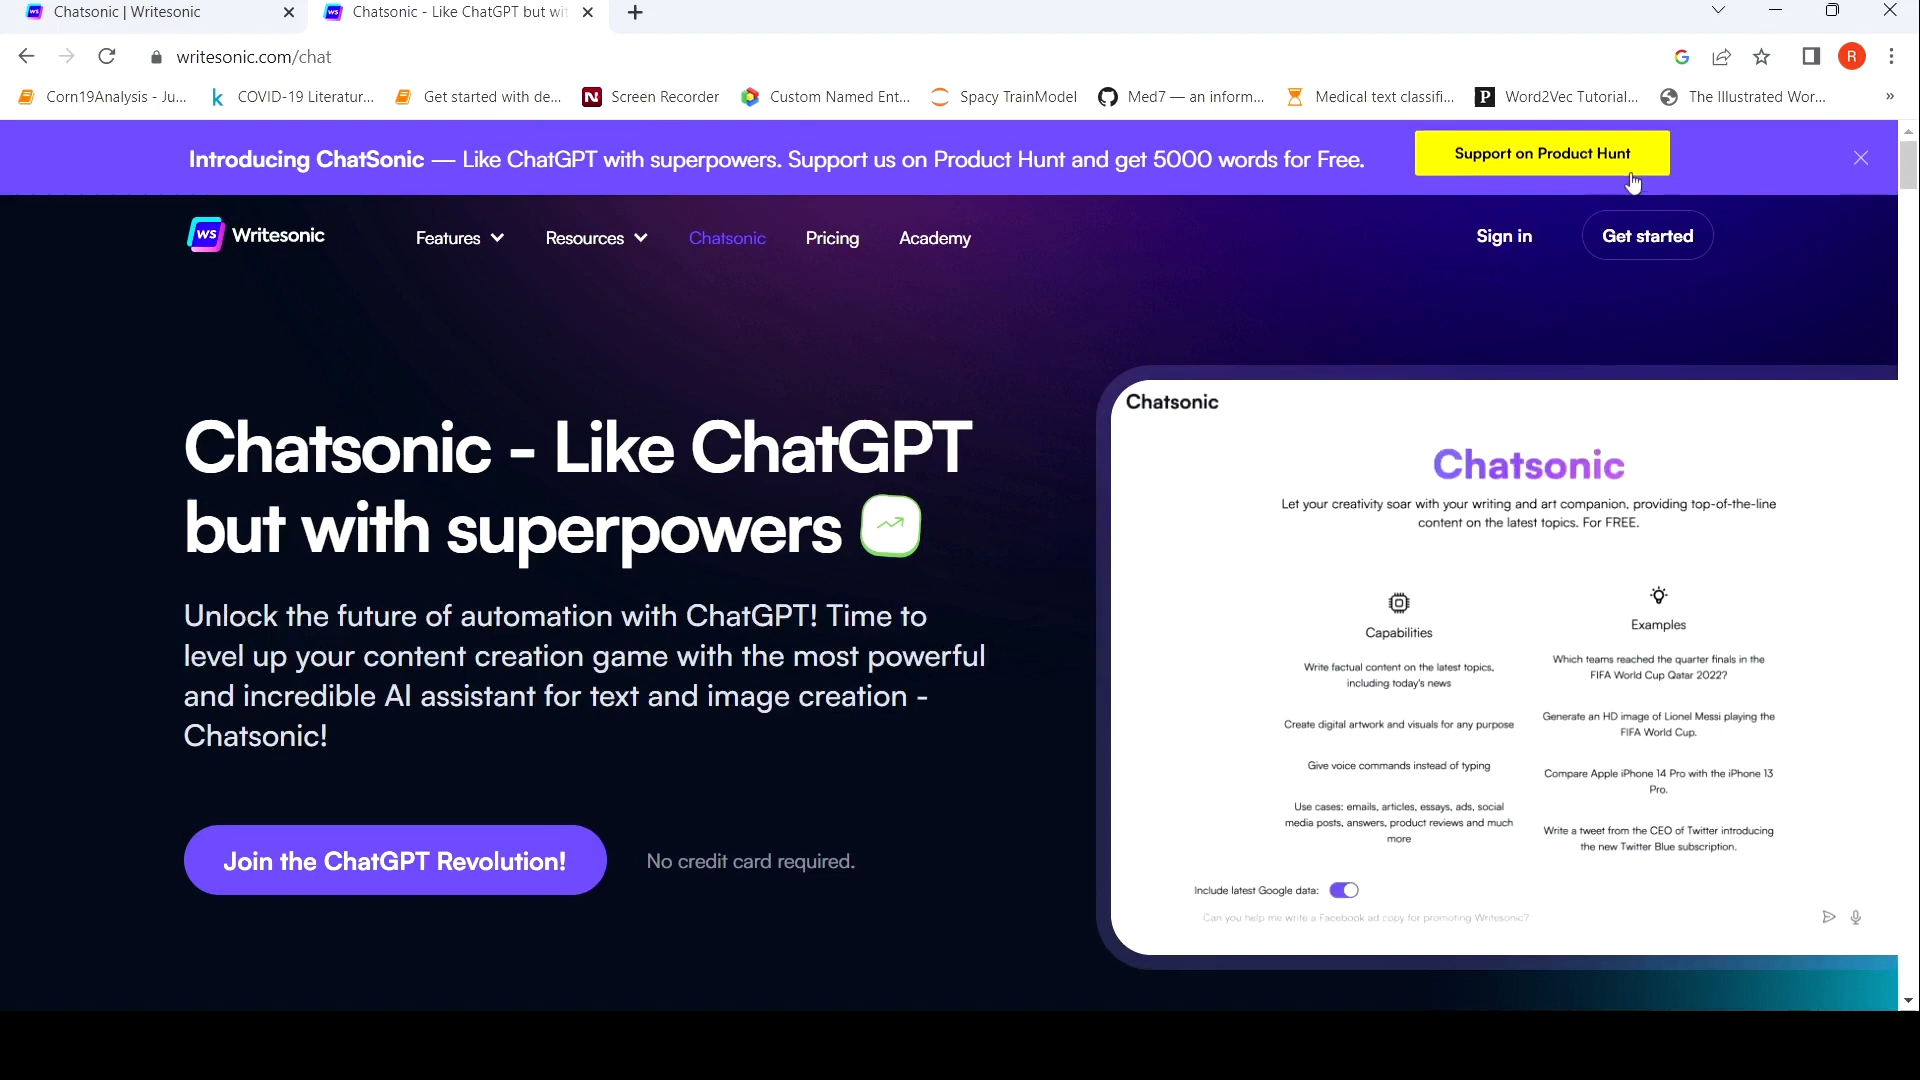 Chatsonic | Writesonic
Chatsonic - Like ChatGPT but wit
writesonic.com/chat
R
Corn19Analysis - Ju...
COVID-19 Literatur...
Get started with de...
Screen Recorder
Custom Named Ent...
Spacy TrainModel
Med7 — an inform...
Medical text classifi...
Word2Vec Tutorial...
The Illustrated Wor...
»
Introducing ChatSonic — Like ChatGPT with superpowers. Support us on Product Hunt and get 5000 words for Free.
Support on Product Hunt
ws Writesonic
Features
Resources
Chatsonic
Pricing
Academy
Sign in
Get started
Chatsonic - Like ChatGPT
but with superpowers
Unlock the future of automation with ChatGPT! Time to
level up your content creation game with the most powerful
and incredible AI assistant for text and image creation -
Chatsonic!
Join the ChatGPT Revolution!
No credit card required.
Chatsonic
Chatsonic
Let your creativity soar with your writing and art companion, providing top-of-the-line
content on the latest topics. For FREE.
Capabilities
Write factual content on the latest topics,
including today's news
Create digital artwork and visuals for any purpose
Give voice commands instead of typing
Use cases: emails, articles, essays, ads, social
media posts, answers, product reviews and much
more
Examples
Which teams reached the quarter finals in the
FIFA World Cup Qatar 2022?
Generate an HD image of Lionel Messi playing the
FIFA World Cup.
Compare Apple iPhone 14 Pro with the iPhone 13
Pro.
Write a tweet from the CEO of Twitter introducing
the new Twitter Blue subscription.
Include latest Google data:
Can you help me write a Facebook ad copy for promoting Writesonic?